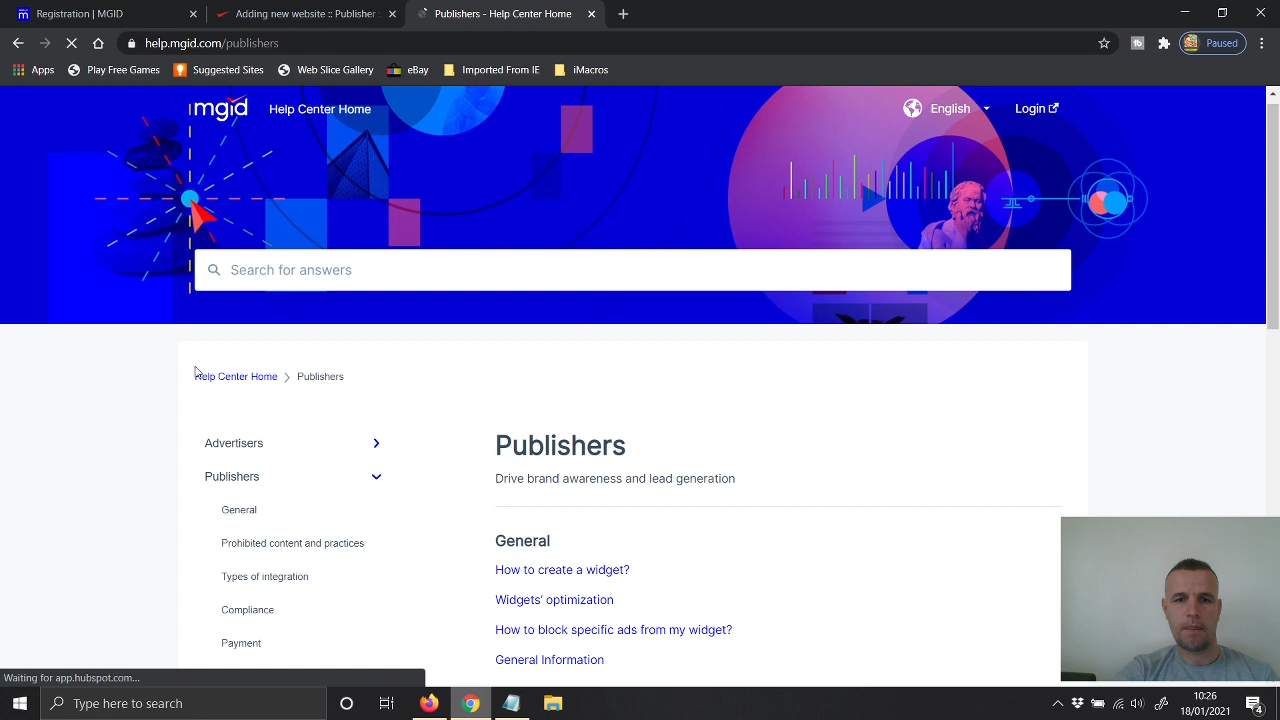 Registration | MGID
Adding new website :: Publisher
Publishers - Help Center Home
help.mgid.com/publishers
Paused
Apps
Play Free Games
Suggested Sites
Web Slice Gallery
eBay
Imported From IE
iMacros
mgid
Help Center Home
English
Login
Search for answers
Help Center Home
Publishers
Advertisers
Publishers
General
Prohibited content and practices
Types of integration
Compliance
Payment
Publishers
Drive brand awareness and lead generation
General
How to create a widget?
Widgets' optimization
How to block specific ads from my widget?
General Information
Waiting for app.hubspot.com...
Type here to search
10:26
18/01/2021
4